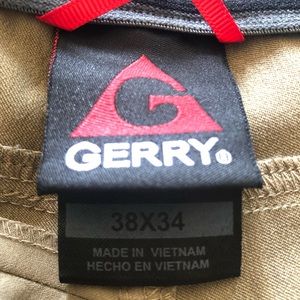 G
GERRY®
38X34
MADE IN VIETNAM
HECHO EN VIETNAM